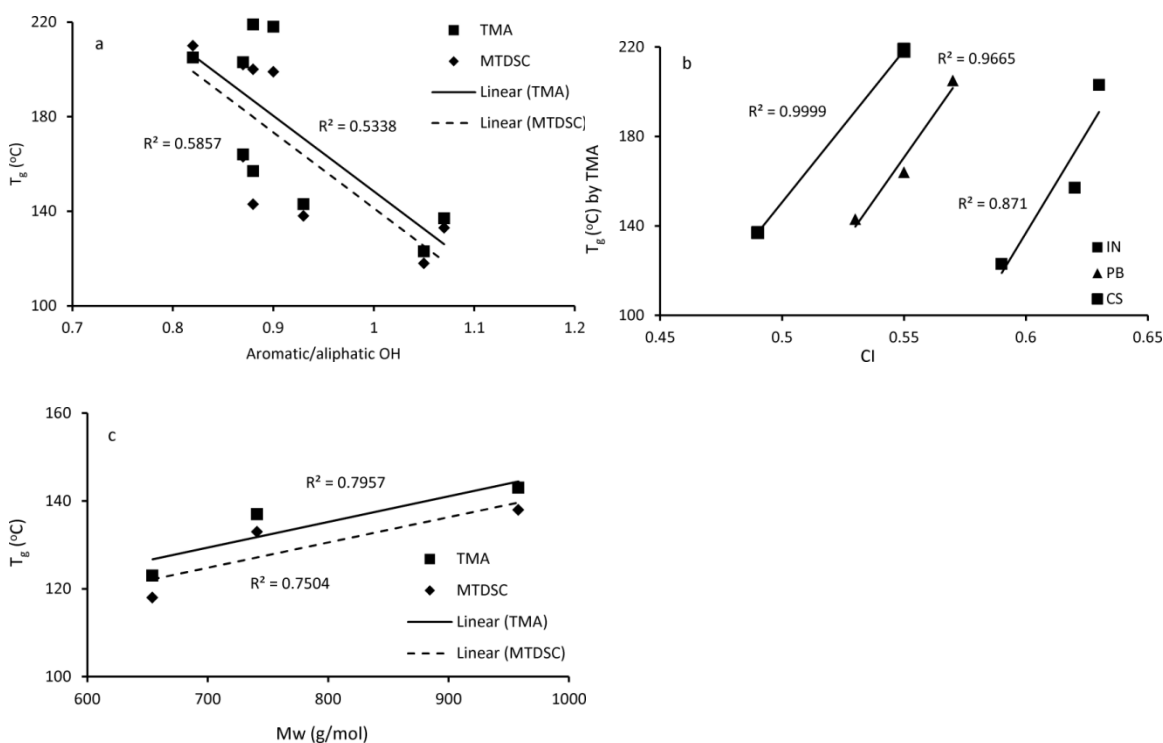 220
a
TMA
MTDSC
Linear (TMA)
Linear (MTDSC)
180
R² = 0.5338
R² = 0.5857
Tg (°C)
140
100
0.7 0.8 0.9 1 1.1 1.2
Aromatic/aliphatic OH
b
220
R² = 0.9665
R² = 0.9999
180
R² = 0.871
Tg (°C) by TMA
140
IN
PB
CS
100
0.45 0.5 0.55 0.6 0.65
CI
160
c
R² = 0.7957
140
Tg (°C)
TMA
MTDSC
R² = 0.7504
120
Linear (TMA)
Linear (MTDSC)
100
600 700 800 900 1000
Mw (g/mol)